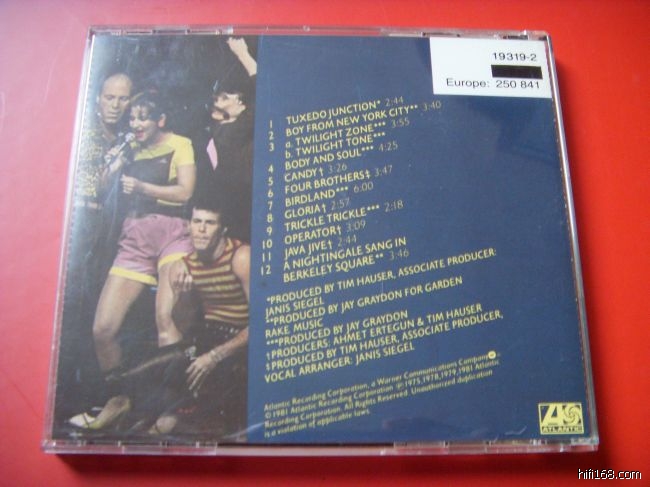 19319-2
Europe: 250 841
1 TUXEDO JUNCTION* 2:44
2 BOY FROM NEW YORK CITY** 3:40
3 a. TWILIGHT ZONE*** 3:55
b. TWILIGHT TONE***
4 BODY AND SOUL*** 4:25
5 CANDY† 3:26
6 FOUR BROTHERS‡ 3:47
7 BIRDLAND*** 6:00
8 GLORIA† 2:57
9 TRICKLE TRICKLE*** 2:18
10 OPERATOR† 3:09
11 JAVA JIVE† 2:44
12 A NIGHTINGALE SANG IN
BERKELEY SQUARE** 3:46
*PRODUCED BY TIM HAUSER, ASSOCIATE PRODUCER:
JANIS SIEGEL
**PRODUCED BY JAY GRAYDON FOR GARDEN
RAKE MUSIC
***PRODUCED BY JAY GRAYDON
†PRODUCERS: AHMET ERTEGUN & TIM HAUSER
‡PRODUCED BY TIM HAUSER, ASSOCIATE PRODUCER,
VOCAL ARRANGER: JANIS SIEGEL
Atlantic Recording Corporation, a Warner Communications Company
©1981 Atlantic Recording Corporation ℗1975,1978,1979,1981 Atlantic
Recording Corporation. All Rights Reserved. Unauthorized duplication
is a violation of applicable laws.
ATLANTIC
hifi168.com